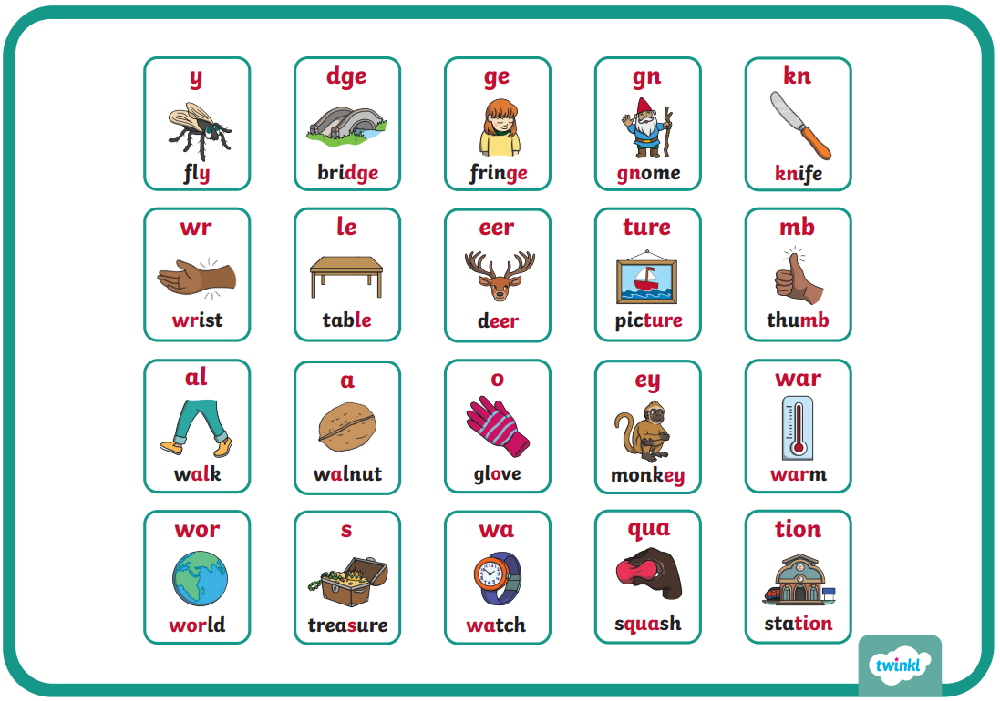 y
fly
dge
bridge
ge
fringe
gn
gnome
kn
knife
wr
wrist
le
table
eer
deer
ture
picture
mb
thumb
al
walk
a
walnut
o
glove
ey
monkey
war
warm
wor
world
s
treasure
wa
watch
qua
squash
tion
station
twinkl